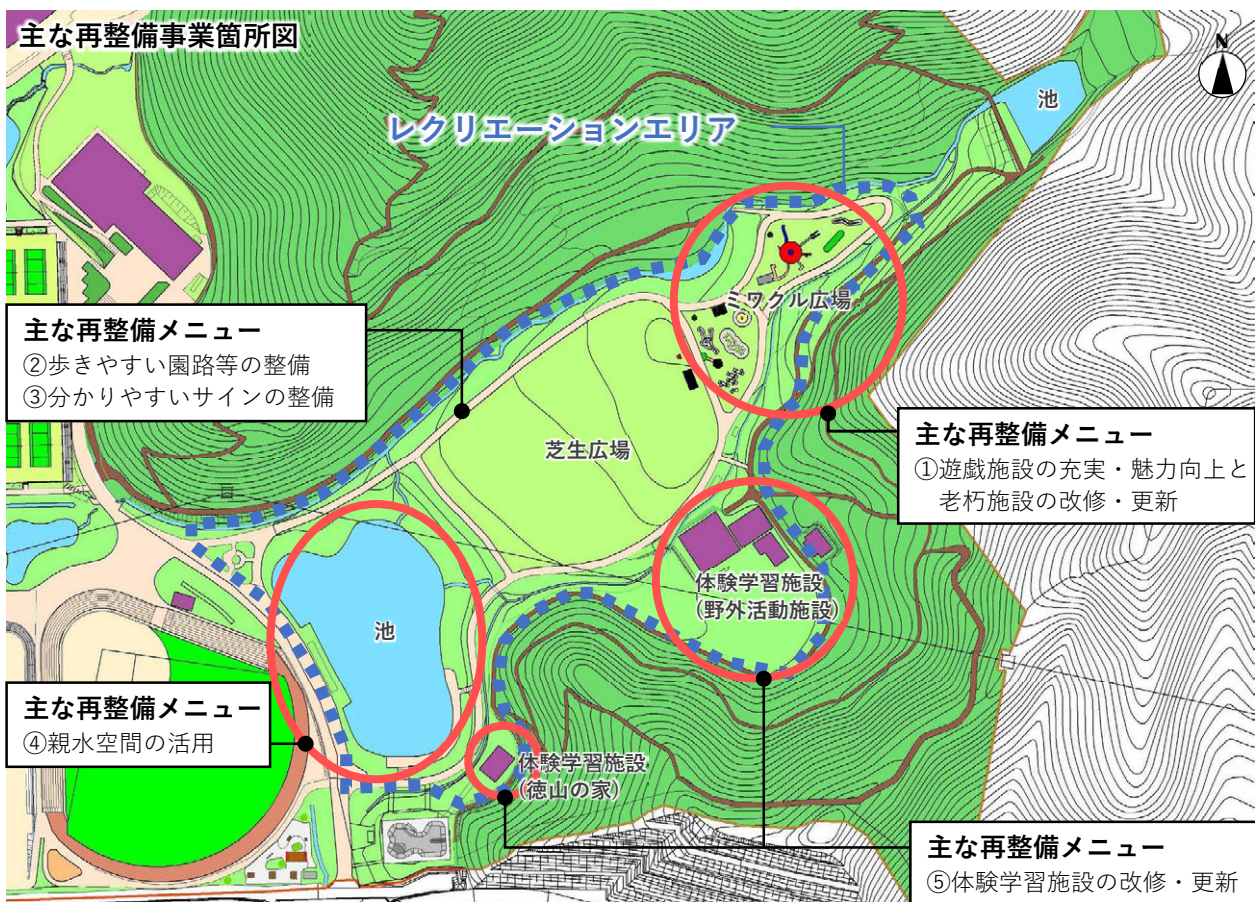 主な再整備事業箇所図
N
池
レクリエーションエリア
ミワクル広場
主な再整備メニュー
②歩きやすい園路等の整備
③分かりやすいサインの整備
主な再整備メニュー
①遊戯施設の充実・魅力向上と
老朽施設の改修・更新
芝生広場
体験学習施設
(野外活動施設)
池
主な再整備メニュー
④親水空間の活用
体験学習施設
(徳山の家)
主な再整備メニュー
⑤体験学習施設の改修・更新